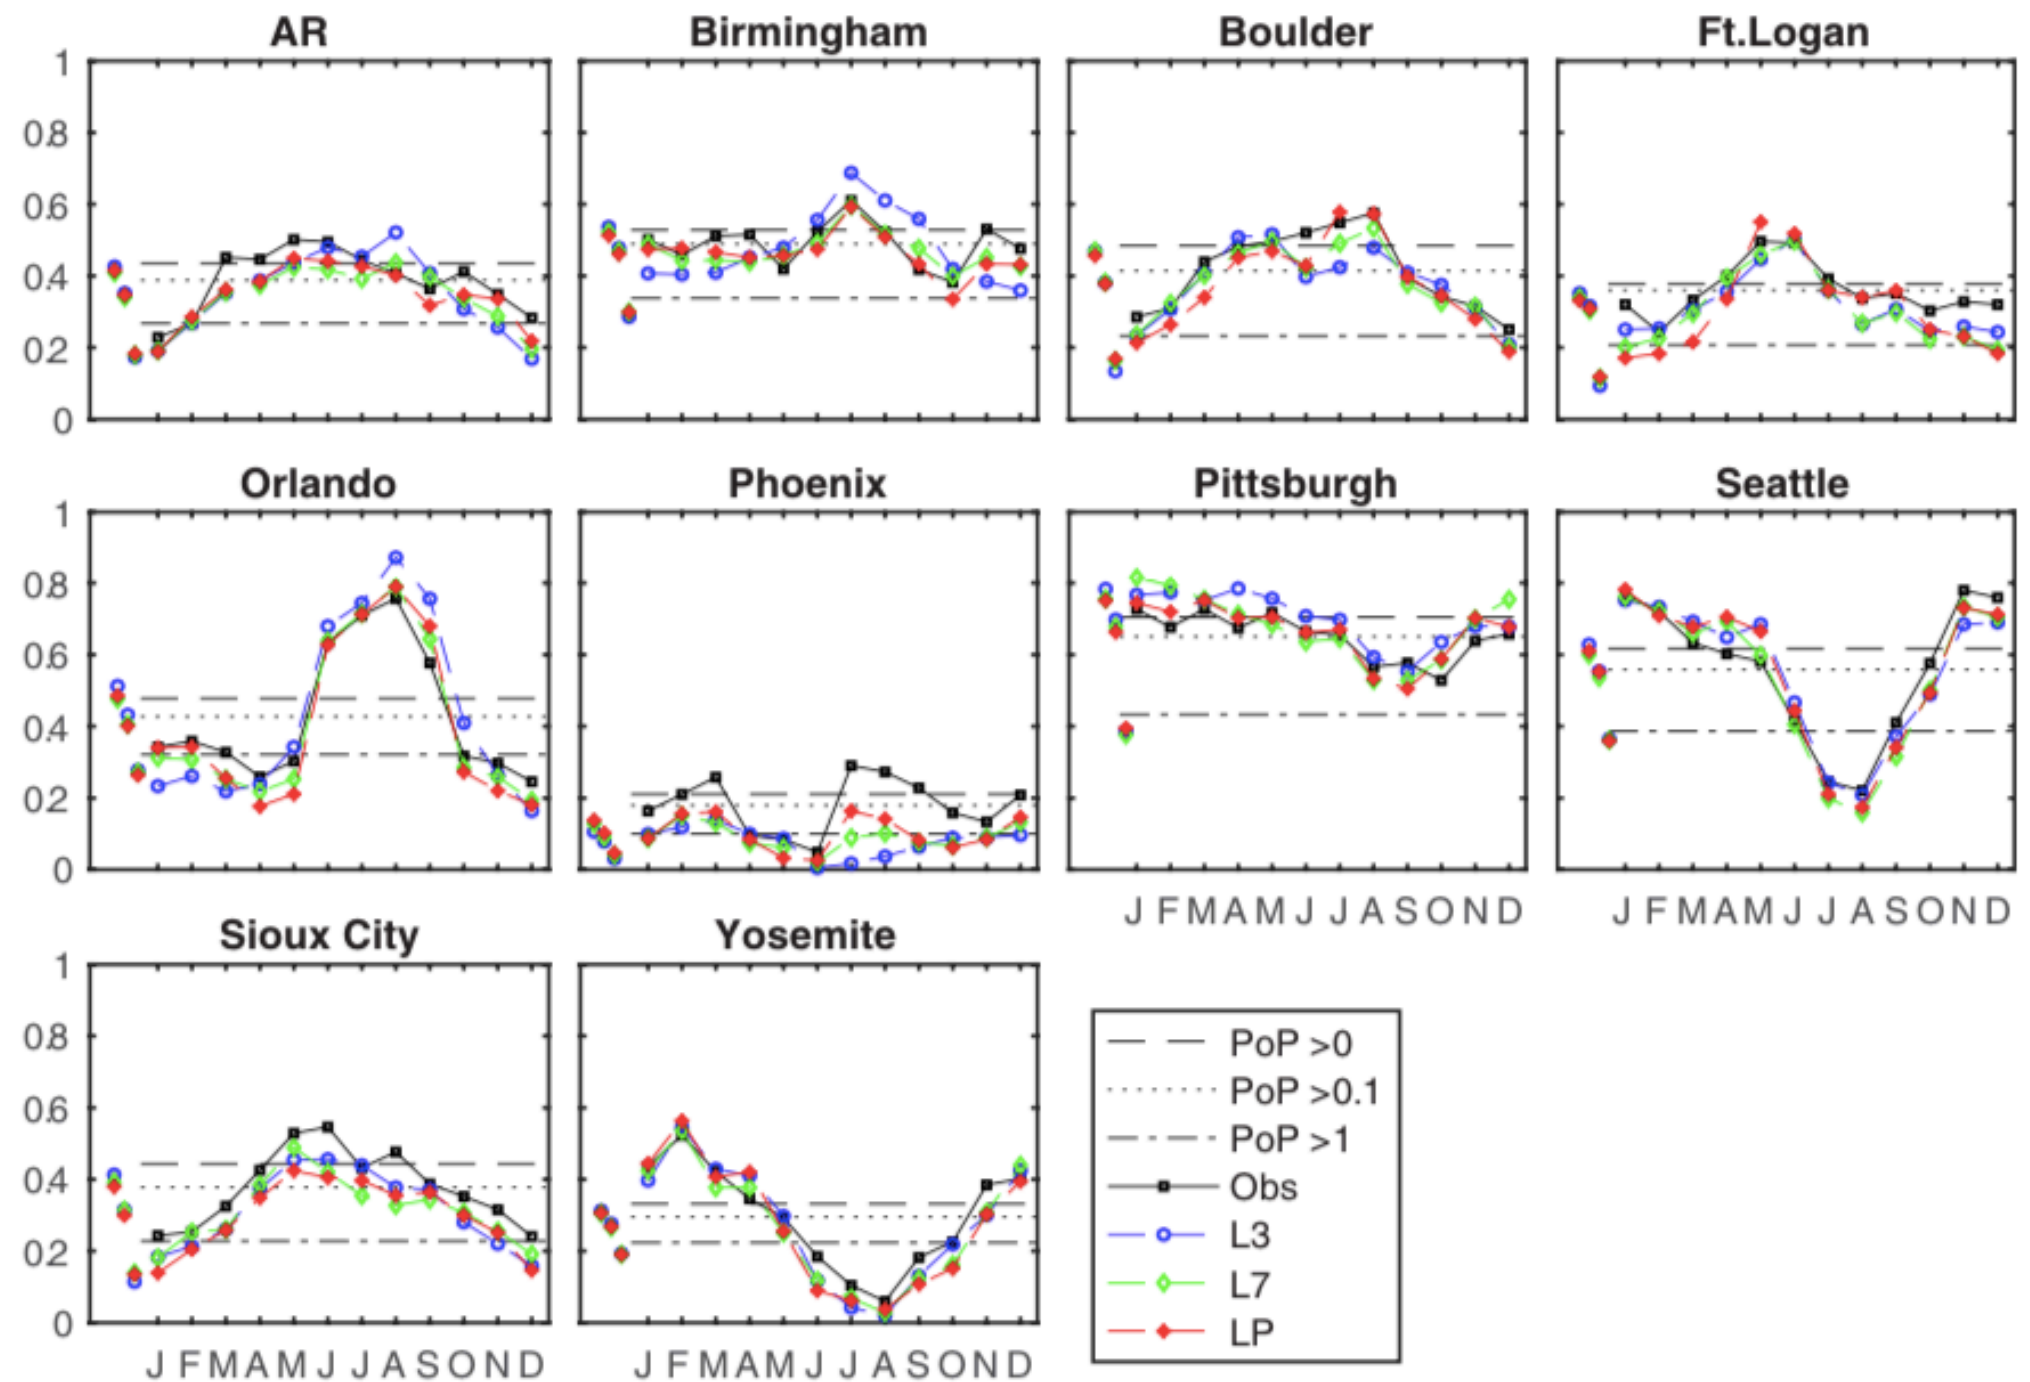 AR Birmingham Boulder Ft.Logan
1
0.8
0.6
0.4
0.2
0
Orlando Phoenix Pittsburgh Seattle
1
0.8
0.6
0.4
0.2
0
J F M A M J J A S O N D J F M A M J J A S O N D
Sioux City Yosemite
1
0.8
0.6
0.4
0.2
0
J F M A M J J A S O N D J F M A M J J A S O N D
PoP >0
PoP >0.1
PoP >1
Obs
L3
L7
LP